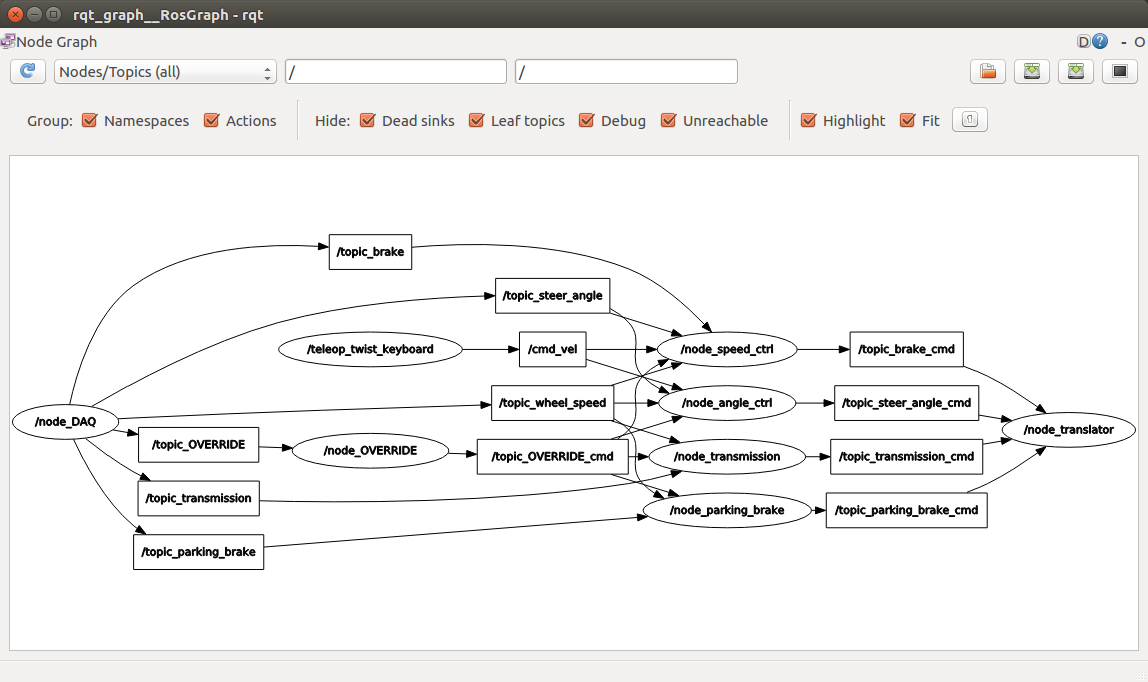 rqt_graph__RosGraph - rqt
Node Graph
D ? - O
Nodes/Topics (all) / /
Group: Namespaces Actions Hide: Dead sinks Leaf topics Debug Unreachable Highlight Fit
/topic_brake
/topic_steer_angle
/teleop_twist_keyboard /cmd_vel /node_speed_ctrl /topic_brake_cmd
/topic_wheel_speed /node_angle_ctrl /topic_steer_angle_cmd
/node_DAQ /node_translator
/topic_OVERRIDE /node_OVERRIDE /topic_OVERRIDE_cmd /node_transmission /topic_transmission_cmd
/topic_transmission /node_parking_brake /topic_parking_brake_cmd
/topic_parking_brake